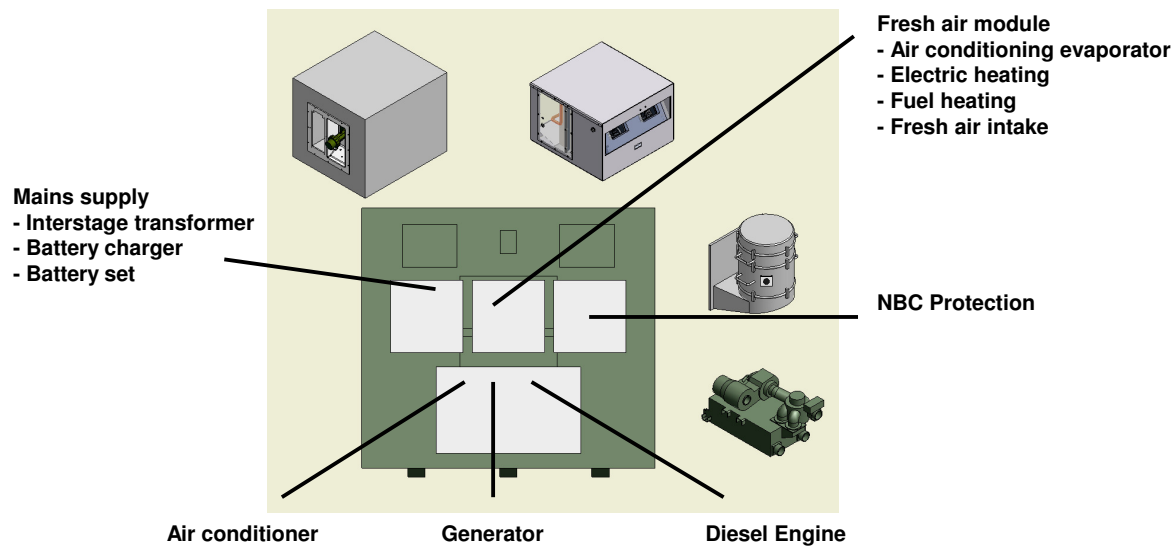 Fresh air module
- Air conditioning evaporator
- Electric heating
- Fuel heating
- Fresh air intake
Mains supply
- Interstage transformer
- Battery charger
- Battery set
NBC Protection
Air conditioner
Generator
Diesel Engine